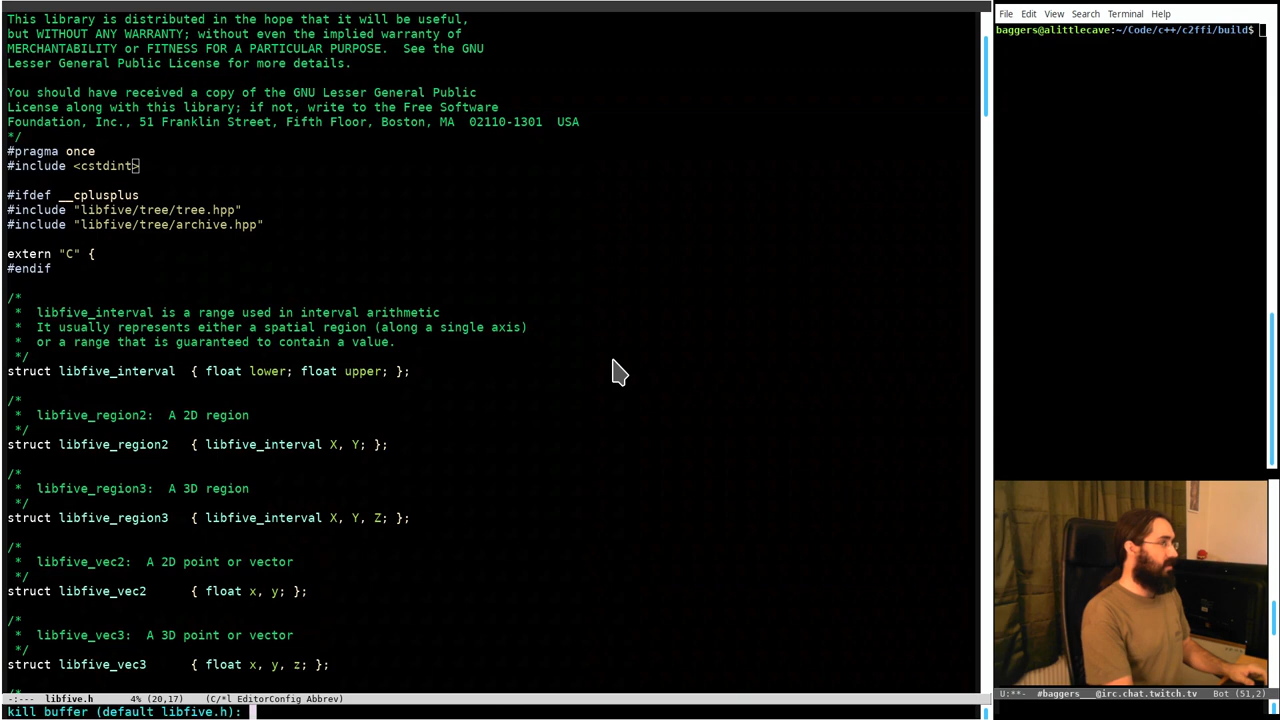 This library is distributed in the hope that it will be useful,
but WITHOUT ANY WARRANTY; without even the implied warranty of
MERCHANTABILITY or FITNESS FOR A PARTICULAR PURPOSE.  See the GNU
Lesser General Public License for more details.
You should have received a copy of the GNU Lesser General Public
License along with this library; if not, write to the Free Software
Foundation, Inc., 51 Franklin Street, Fifth Floor, Boston, MA  02110-1301  USA
*/
#pragma once
#include <cstdint>
#ifdef __cplusplus
#include "libfive/tree/tree.hpp"
#include "libfive/tree/archive.hpp"
extern "C" {
#endif
/*
 *  libfive_interval is a range used in interval arithmetic
 *  It usually represents either a spatial region (along a single axis)
 *  or a range that is guaranteed to contain a value.
 */
struct libfive_interval  { float lower; float upper; };
/*
 *  libfive_region2:  A 2D region
 */
struct libfive_region2   { libfive_interval X, Y; };
/*
 *  libfive_region3:  A 3D region
 */
struct libfive_region3   { libfive_interval X, Y, Z; };
/*
 *  libfive_vec2:  A 2D point or vector
 */
struct libfive_vec2      { float x, y; };
/*
 *  libfive_vec3:  A 3D point or vector
 */
struct libfive_vec3      { float x, y, z; };
/*
-:---  libfive.h     4% (20,17)    (C/*l EditorConfig Abbrev)
kill buffer (default libfive.h):
File Edit View Search Terminal Help
baggers@alittlecave:~/Code/c++/c2ffi/build$
U:**-  #baggers___@irc.chat.twitch.tv   Bot (51,2)